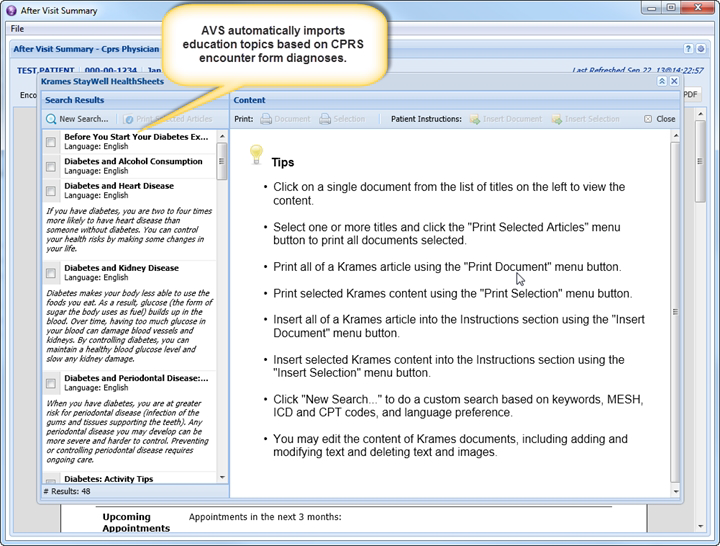 After Visit Summary
File
After Visit Summary - Cprs Physician
AVS automatically imports
education topics based on CPRS
encounter form diagnoses.
TEST,PATIENT 000-00-1234 Jan
Last Refreshed Sep 22, 13@14:22:57
Krames StayWell HealthSheets
Enco
PDF
Search Results
Content
New Search...
Print Selected Articles
Print: Document Selection Patient Instructions: Insert Document Insert Selection Close
Before You Start Your Diabetes Ex...
Language: English
Diabetes and Alcohol Consumption
Language: English
Diabetes and Heart Disease
Language: English
If you have diabetes, you are two to four times
more likely to have heart disease than
someone without diabetes. You can control
your health risks by making some changes in
your life.
Diabetes and Kidney Disease
Language: English
Diabetes makes your body less able to use the
foods you eat. As a result, glucose (the form of
sugar the body uses as fuel) builds up in the
blood. Over time, having too much glucose in
your blood can damage blood vessels and
kidneys. By controlling diabetes, you can
maintain a healthy blood glucose level and
slow any kidney damage.
Diabetes and Periodontal Disease:...
Language: English
When you have diabetes, you are at greater
risk for periodontal disease (infection of the
gums and tissues supporting the teeth). Any
periodontal disease you may develop can be
more severe and harder to control. Preventing
or controlling periodontal disease requires
ongoing care.
Diabetes: Activity Tips
# Results: 48
Tips
• Click on a single document from the list of titles on the left to view the
content.
• Select one or more titles and click the "Print Selected Articles" menu
button to print all documents selected.
• Print all of a Krames article using the "Print Document" menu button.
• Print selected Krames content using the "Print Selection" menu button.
• Insert all of a Krames article into the Instructions section using the "Insert
Document" menu button.
• Insert selected Krames content into the Instructions section using the
"Insert Selection" menu button.
• Click "New Search..." to do a custom search based on keywords, MESH,
ICD and CPT codes, and language preference.
• You may edit the content of Krames documents, including adding and
modifying text and deleting text and images.
Upcoming
Appointments
Appointments in the next 3 months: